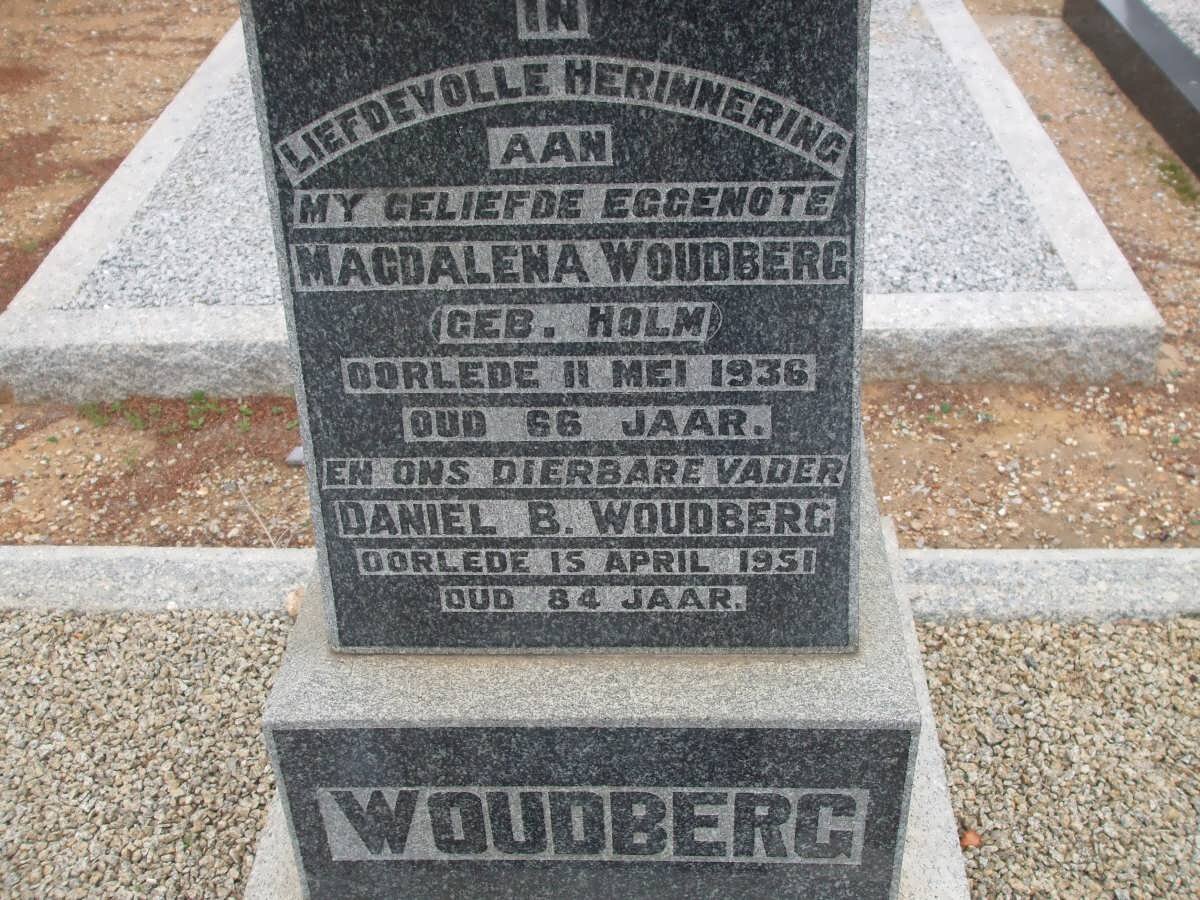 IN
LIEFDEVOLLE HERINNERING
AAN
MY GELIEFDE EGGENOTE
MAGDALENA WOUDBERG
(GEB. HOLM)
OORLEDE 11 MEI 1936
OUD 66 JAAR.
EN ONS DIERBARE VADER
DANIEL B. WOUDBERG
OORLEDE 15 APRIL 1951
OUD 84 JAAR.
WOUDBERG